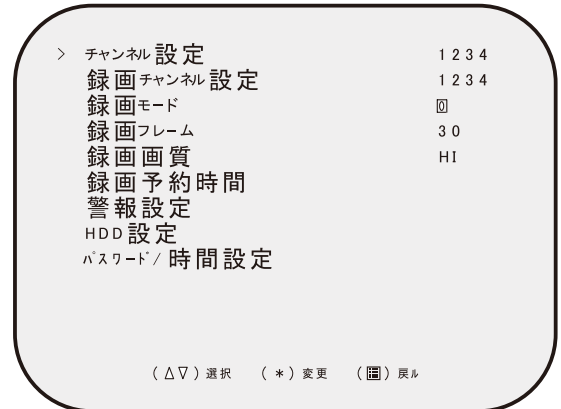 > チャンネル設定 1234
録画チャンネル設定 1234
録画モード 0
録画フレーム 30
録画画質 HI
録画予約時間
警報設定
HDD設定
パスワード/時間設定
(△▽)選択 (*)変更 (▤)戻ル